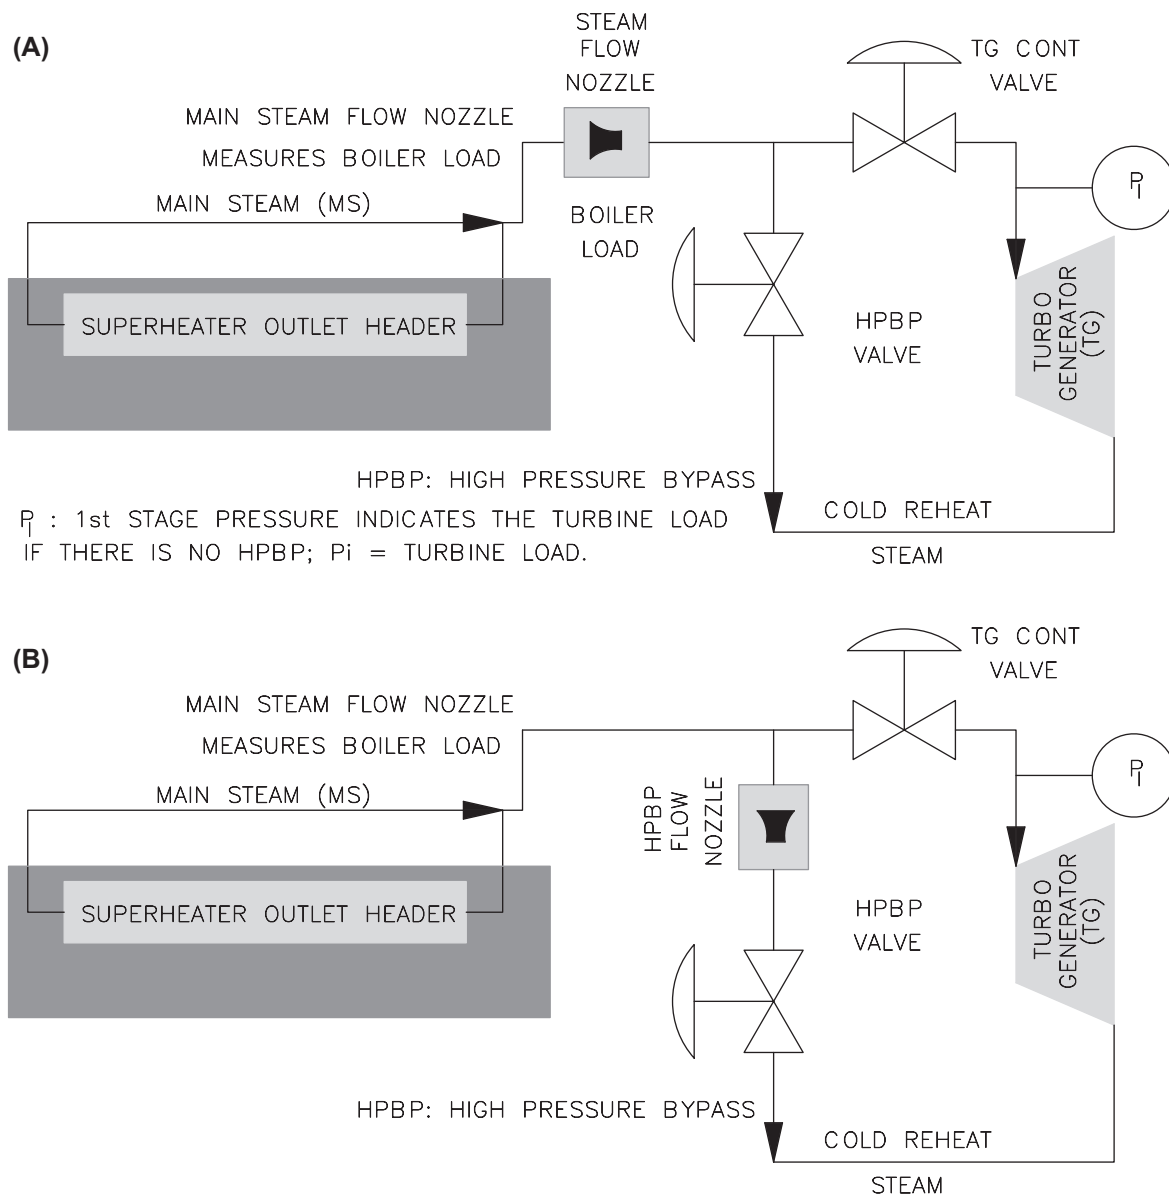 (A)
STEAM
FLOW
NOZZLE
TG CONT
VALVE
MAIN STEAM FLOW NOZZLE
MEASURES BOILER LOAD
MAIN STEAM (MS)
BOILER
LOAD
PI
SUPERHEATER OUTLET HEADER
HPBP
VALVE
TURBO
GENERATOR
(TG)
HPBP: HIGH PRESSURE BYPASS
PI : 1st STAGE PRESSURE INDICATES THE TURBINE LOAD
IF THERE IS NO HPBP; Pi = TURBINE LOAD.
COLD REHEAT
STEAM
(B)
TG CONT
VALVE
MAIN STEAM FLOW NOZZLE
MEASURES BOILER LOAD
MAIN STEAM (MS)
HPBP
FLOW
NOZZLE
PI
SUPERHEATER OUTLET HEADER
HPBP
VALVE
TURBO
GENERATOR
(TG)
HPBP: HIGH PRESSURE BYPASS
COLD REHEAT
STEAM